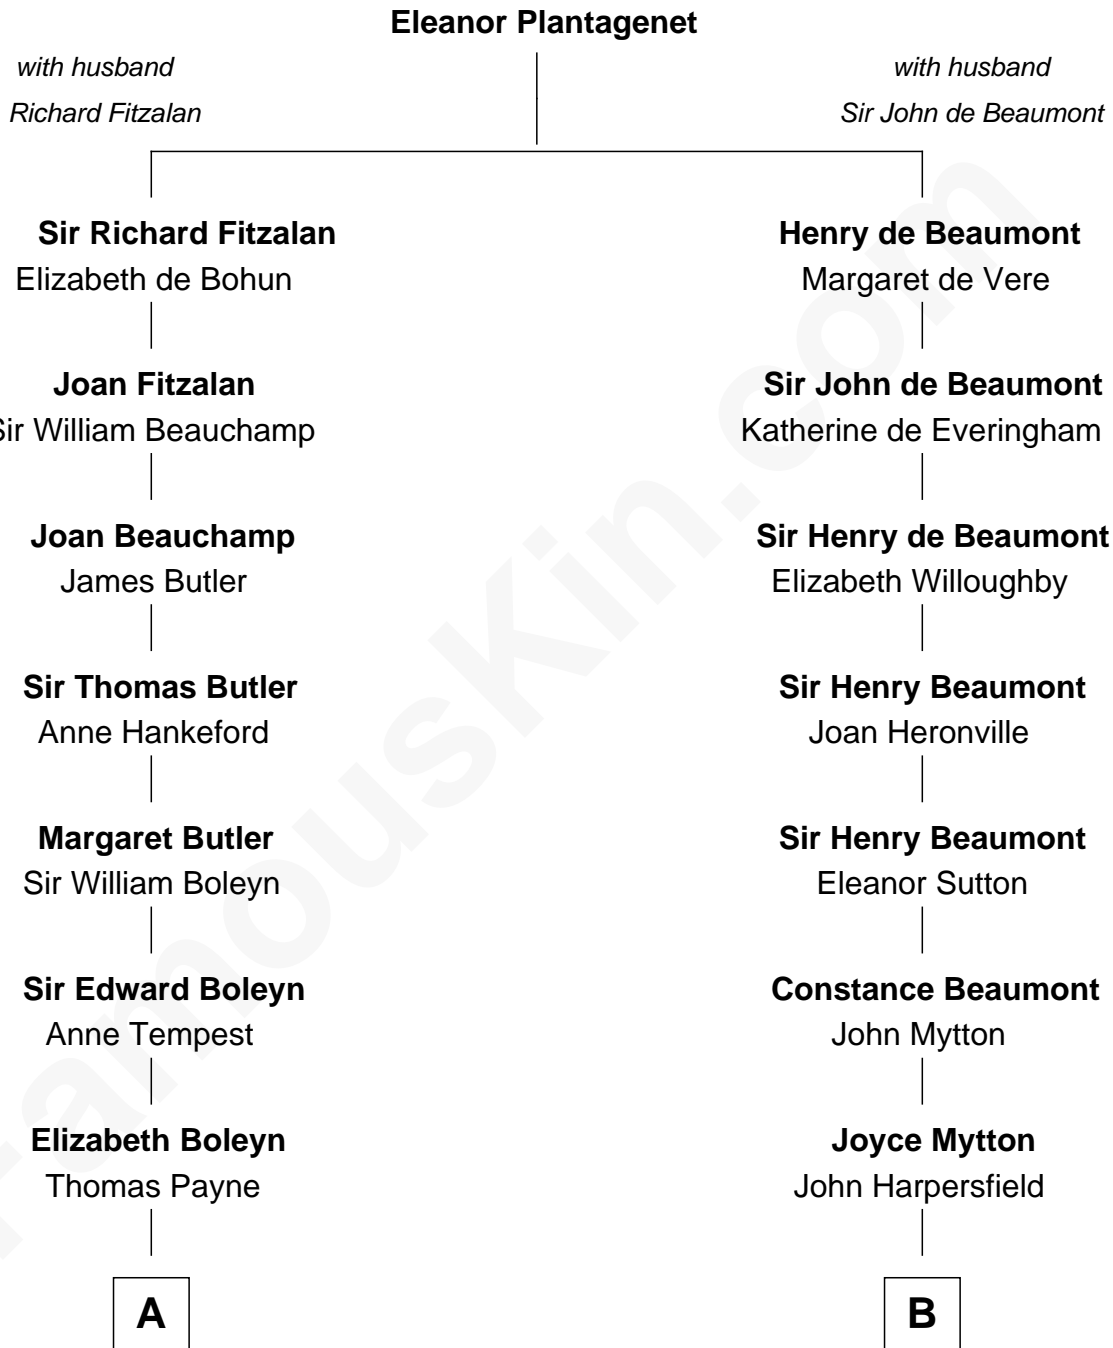 Eleanor Plantagenet
with husband
Richard Fitzalan
with husband
Sir John de Beaumont
Sir Richard Fitzalan
Elizabeth de Bohun
Henry de Beaumont
Margaret de Vere
Joan Fitzalan
Sir William Beauchamp
Sir John de Beaumont
Katherine de Everingham
Joan Beauchamp
James Butler
Sir Henry de Beaumont
Elizabeth Willoughby
Sir Thomas Butler
Anne Hankeford
Sir Henry Beaumont
Joan Heronville
Margaret Butler
Sir William Boleyn
Sir Henry Beaumont
Eleanor Sutton
Sir Edward Boleyn
Anne Tempest
Constance Beaumont
John Mytton
Elizabeth Boleyn
Thomas Payne
Joyce Mytton
John Harpersfield
A
B
FamousKin.com